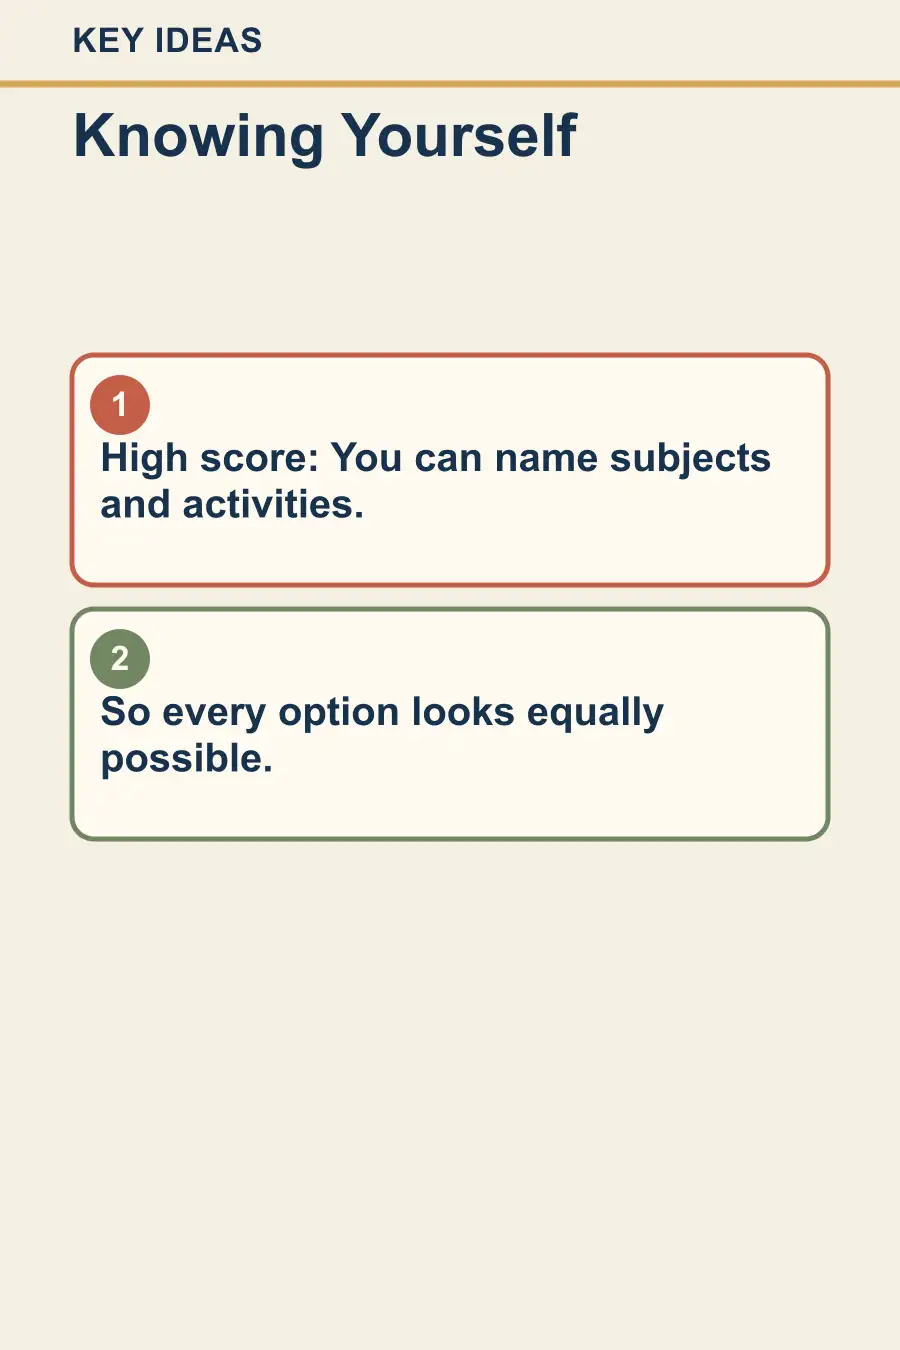 KEY IDEAS
Knowing Yourself
1
High score: You can name subjects
and activities.
2
So every option looks equally
possible.